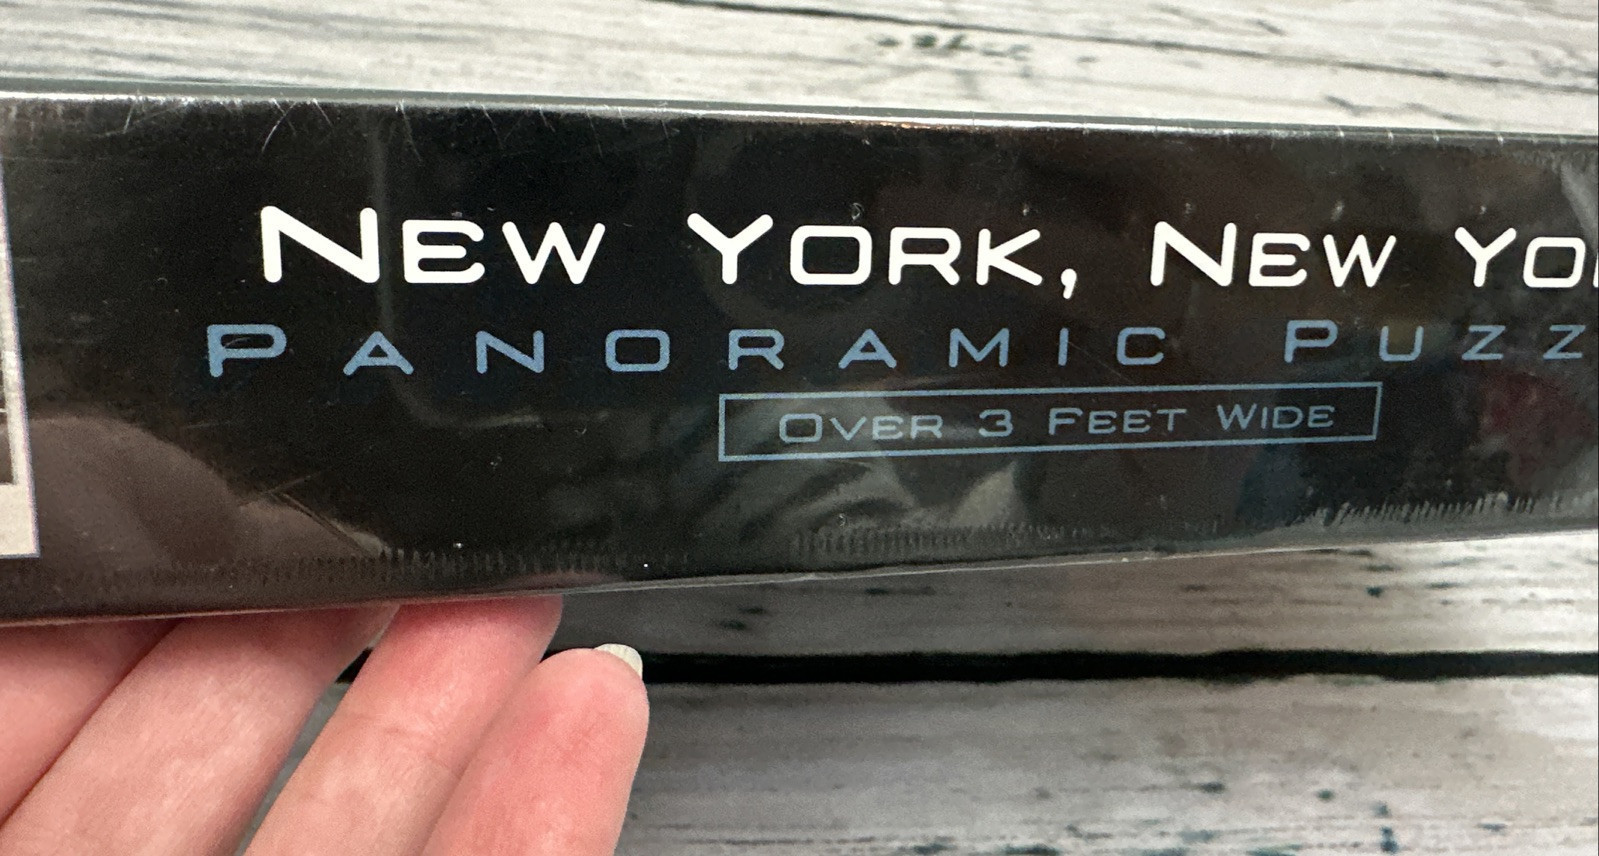 New York, New Yo
Panoramic Puzz
Over 3 Feet Wide